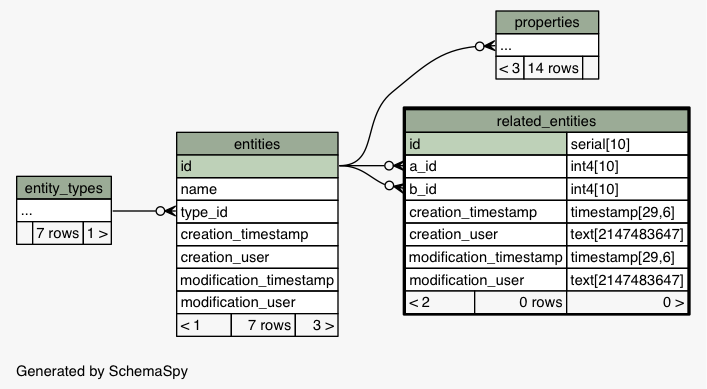 properties
...
< 3 14 rows
related_entities
id serial[10]
a_id int4[10]
b_id int4[10]
creation_timestamp timestamp[29,6]
creation_user text[2147483647]
modification_timestamp timestamp[29,6]
modification_user text[2147483647]
< 2 0 rows 0 >
entities
id
name
type_id
creation_timestamp
creation_user
modification_timestamp
modification_user
< 1 7 rows 3 >
entity_types
...
7 rows 1 >
Generated by SchemaSpy